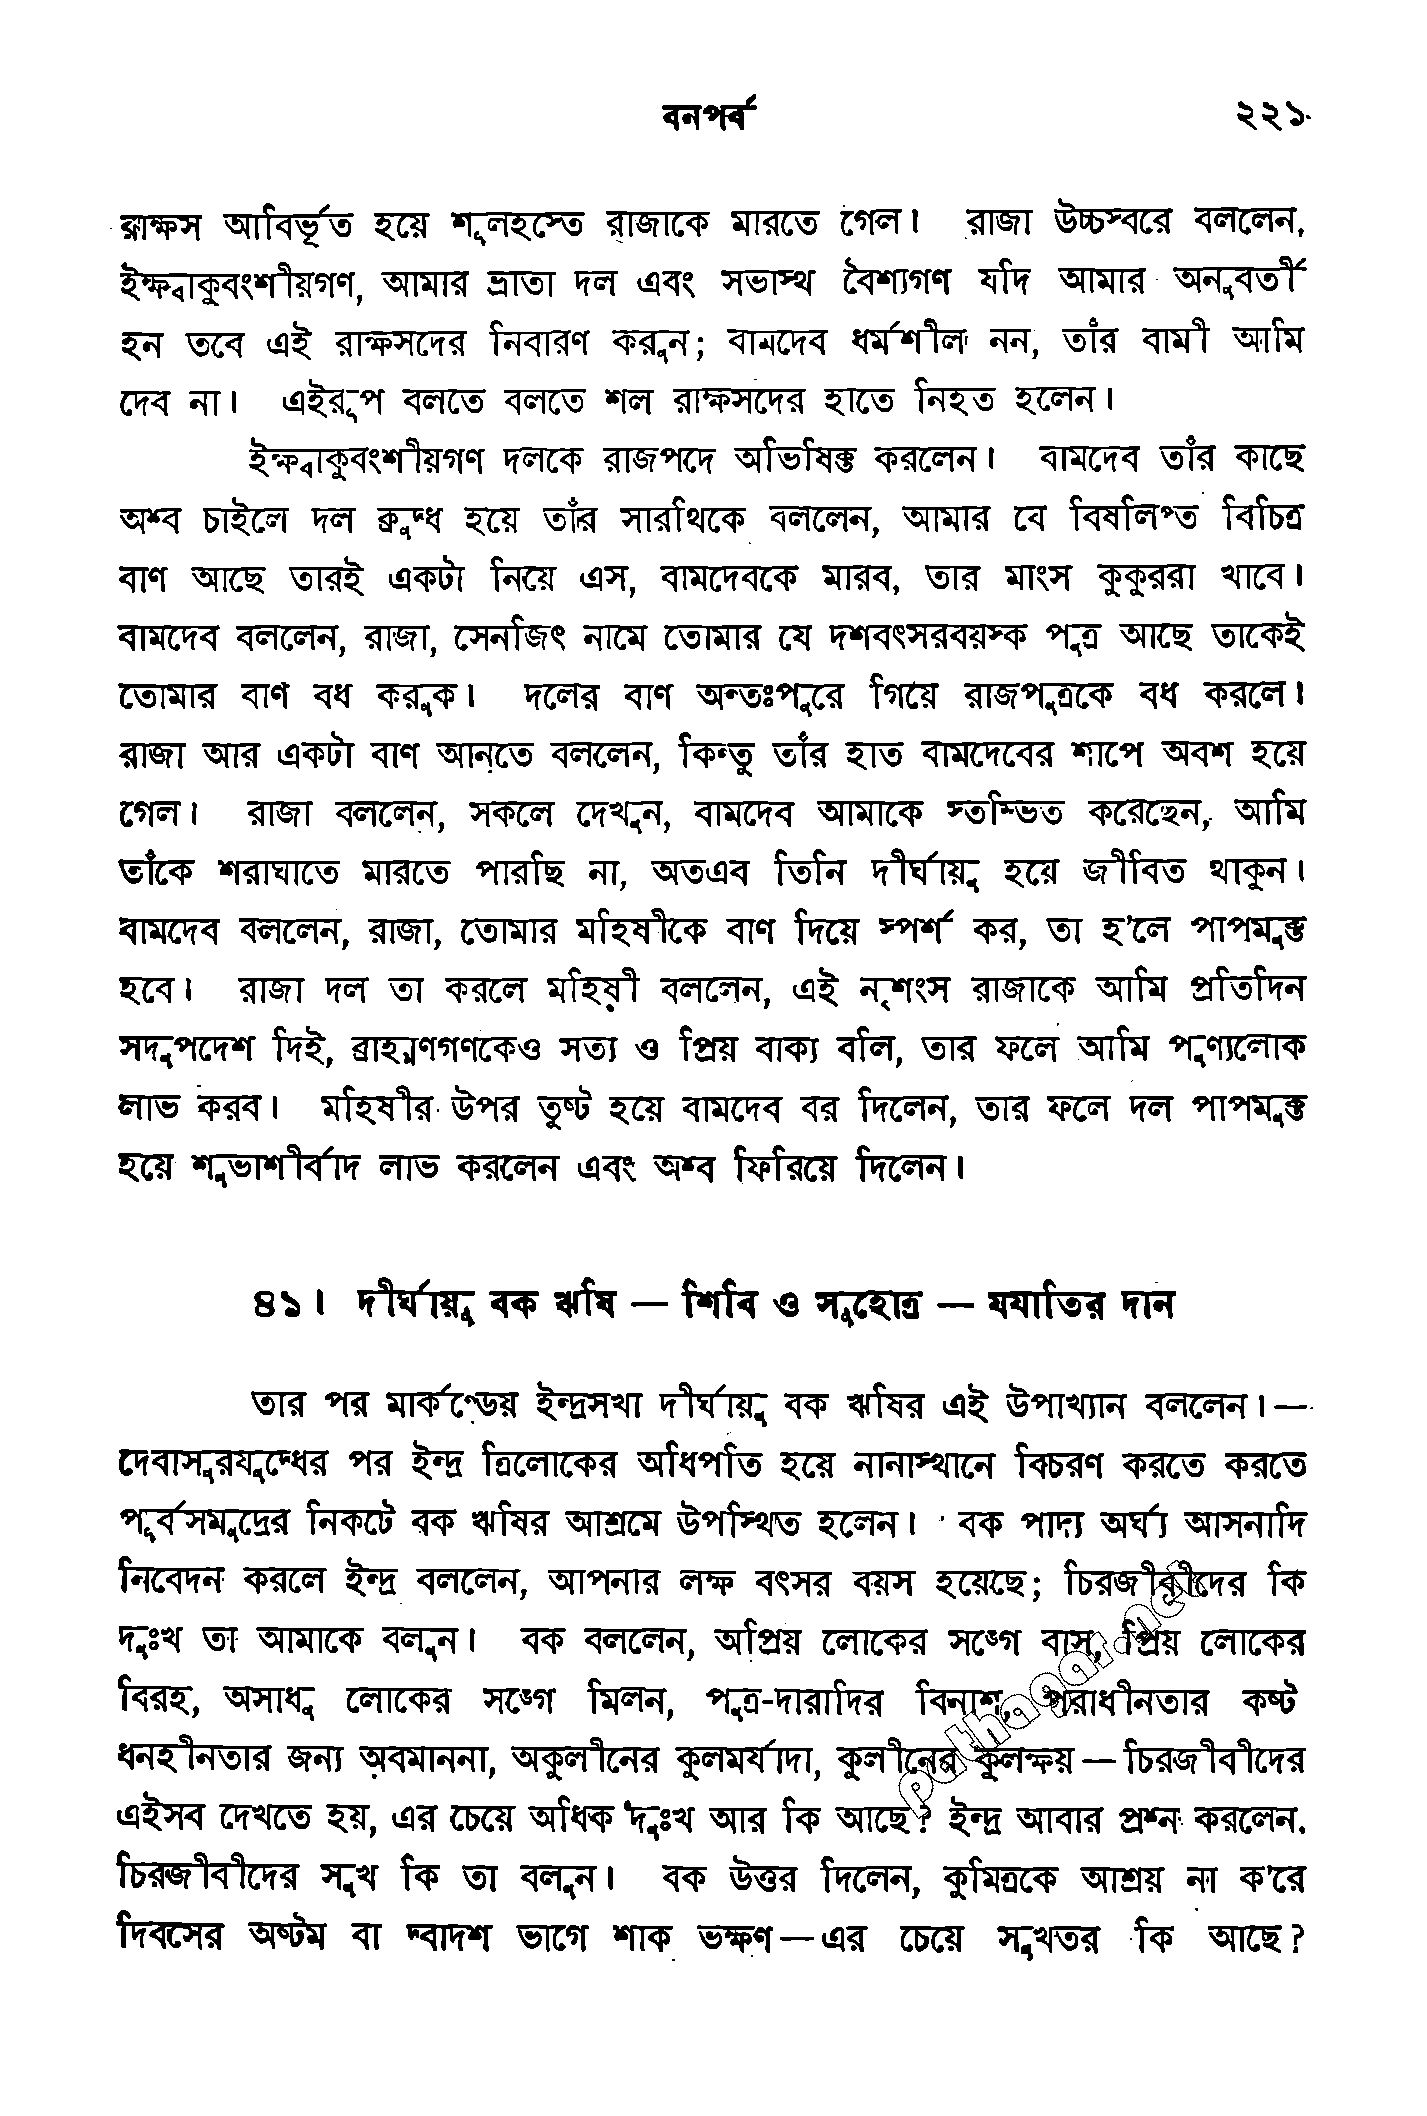 বনপর্ব ২২১
রাক্ষস আবির্ভূত হয়ে শূলহস্তে রাজাকে মারতে গেল। রাজা উচ্চস্বরে বললেন,
ইক্ষ্বাকুবংশীয়গণ, আমার ভ্রাতা দল এবং সভাস্থ বৈশ্যগণ যদি আমার অনুবর্তী
হন তবে এই রাক্ষসদের নিবারণ করুন; বামদেব ধর্মশীল নন, তাঁর বামী আমি
দেব না। এইরূপ বলতে বলতে শল রাক্ষসদের হাতে নিহত হলেন।
ইক্ষ্বাকুবংশীয়গণ দলকে রাজপদে অভিষিক্ত করলেন। বামদেব তাঁর কাছে
অশ্ব চাইলে দল ক্রুদ্ধ হয়ে তাঁর সারথিকে বললেন, আমার যে বিষলিপ্ত বিচিত্র
বাণ আছে তারই একটা নিয়ে এস, বামদেবকে মারব, তার মাংস কুকুররা খাবে।
বামদেব বললেন, রাজা, সেনজিৎ নামে তোমার যে দশবৎসরবয়স্ক পুত্র আছে তাকেই
তোমার বাণ বধ করুক। দলের বাণ অন্তঃপুরে গিয়ে রাজপুত্রকে বধ করলে।
রাজা আর একটা বাণ আনতে বললেন, কিন্তু তাঁর হাত বামদেবের শাপে অবশ হয়ে
গেল। রাজা বললেন, সকলে দেখুন, বামদেব আমাকে স্তম্ভিত করেছেন, আমি
তাঁকে শরাঘাতে মারতে পারছি না, অতএব তিনি দীর্ঘায়ু হয়ে জীবিত থাকুন।
বামদেব বললেন, রাজা, তোমার মহিষীকে বাণ দিয়ে স্পর্শ কর, তা হ'লে পাপমুক্ত
হবে। রাজা দল তা করলে মহিষী বললেন, এই নৃশংস রাজাকে আমি প্রতিদিন
সদুপদেশ দিই, ব্রাহ্মণগণকেও সত্য ও প্রিয় বাক্য বলি, তার ফলে আমি পুণ্যলোক
লাভ করব। মহিষীর উপর তুষ্ট হয়ে বামদেব বর দিলেন, তার ফলে দল পাপমুক্ত
হয়ে শুভাশীর্বাদ লাভ করলেন এবং অশ্ব ফিরিয়ে দিলেন।
৪১। দীর্ঘায়ু বক ঋষি — শিবি ও সুহোত্র — যযাতির দান
তার পর মার্কণ্ডেয় ইন্দ্রসখা দীর্ঘায়ু বক ঋষির এই উপাখ্যান বললেন।—
দেবাসুরযুদ্ধের পর ইন্দ্র ত্রিলোকের অধিপতি হয়ে নানাস্থানে বিচরণ করতে করতে
পূর্বসমুদ্রের নিকটে বক ঋষির আশ্রমে উপস্থিত হলেন। বক পাদ্য অর্ঘ্য আসনাদি
নিবেদন করলে ইন্দ্র বললেন, আপনার লক্ষ বৎসর বয়স হয়েছে; চিরজীবীদের কি
দুঃখ তা আমাকে বলুন। বক বললেন, অপ্রিয় লোকের সঙ্গে বাস, প্রিয় লোকের
বিরহ, অসাধু লোকের সঙ্গে মিলন, পুত্র-দারাদির বিনাশ, পরাধীনতার কষ্ট
ধনহীনতার জন্য অবমাননা, অকুলীনের কুলমর্যাদা, কুলীনের কুলক্ষয়—চিরজীবীদের
এইসব দেখতে হয়, এর চেয়ে অধিক দুঃখ আর কি আছে? ইন্দ্র আবার প্রশ্ন করলেন,
চিরজীবীদের সুখ কি তা বলুন। বক উত্তর দিলেন, কুমিত্রকে আশ্রয় না ক'রে
দিবসের অষ্টম বা দ্বাদশ ভাগে শাক ভক্ষণ—এর চেয়ে সুখতর কি আছে?
pathagar.net